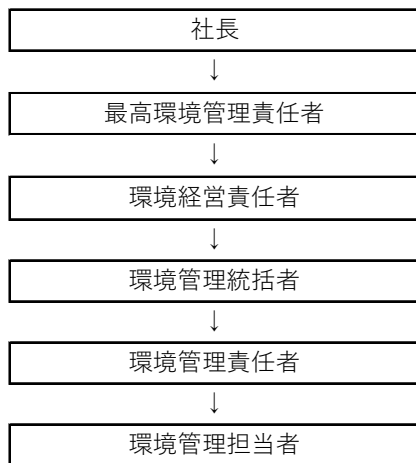 社長
↓
最高環境管理責任者
↓
環境経営責任者
↓
環境管理統括者
↓
環境管理責任者
↓
環境管理担当者